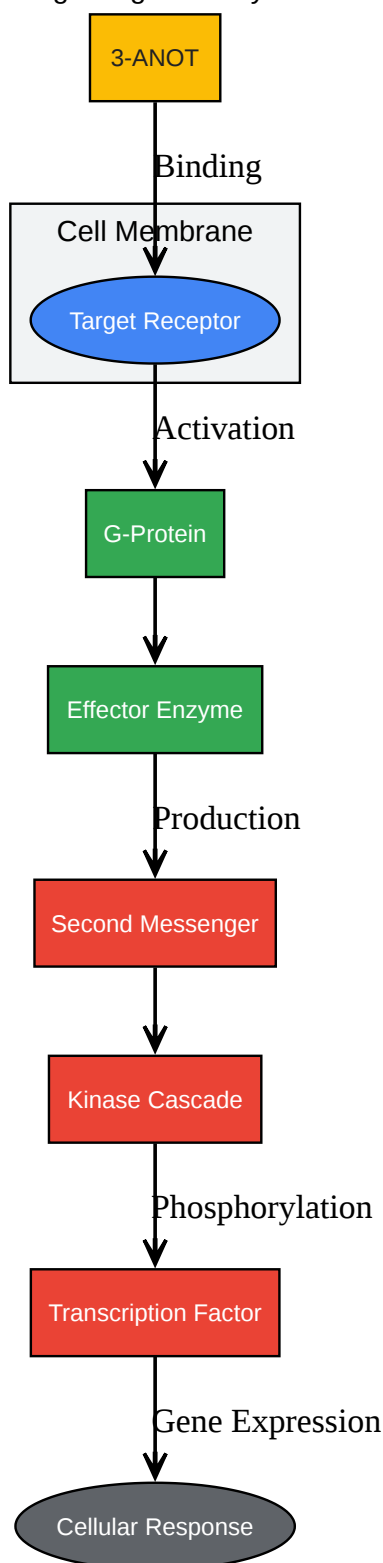 3-ANOT
Binding
Cell Membrane
Target Receptor
Activation
G-Protein
Effector Enzyme
Production
Second Messenger
Kinase Cascade
Phosphorylation
Transcription Factor
Gene Expression
Cellular Response